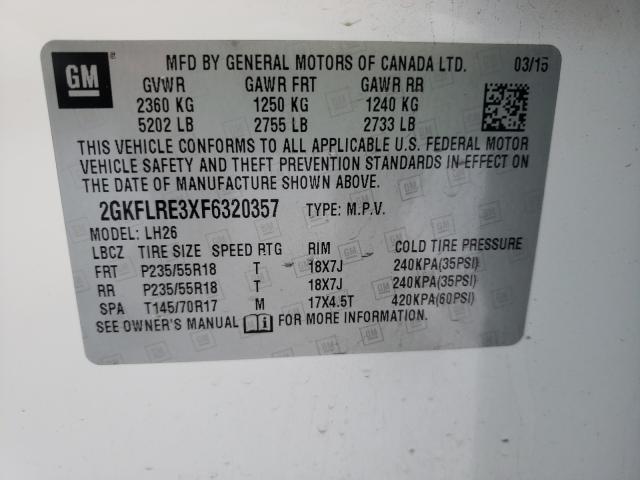 GM
MFD BY GENERAL MOTORS OF CANADA LTD. 03/15
GVWR GAWR FRT GAWR RR
2360 KG 1250 KG 1240 KG
5202 LB 2755 LB 2733 LB
THIS VEHICLE CONFORMS TO ALL APPLICABLE U.S. FEDERAL MOTOR
VEHICLE SAFETY AND THEFT PREVENTION STANDARDS IN EFFECT ON
THE DATE OF MANUFACTURE SHOWN ABOVE.
2GKFLRE3XF6320357 TYPE: M.P.V.
MODEL: LH26
LBCZ TIRE SIZE SPEED RTG RIM COLD TIRE PRESSURE
FRT P235/55R18 T 18X7J 240KPA(35PSI)
RR P235/55R18 T 18X7J 240KPA(35PSI)
SPA T145/70R17 M 17X4.5T 420KPA(60PSI)
SEE OWNER'S MANUAL FOR MORE INFORMATION.